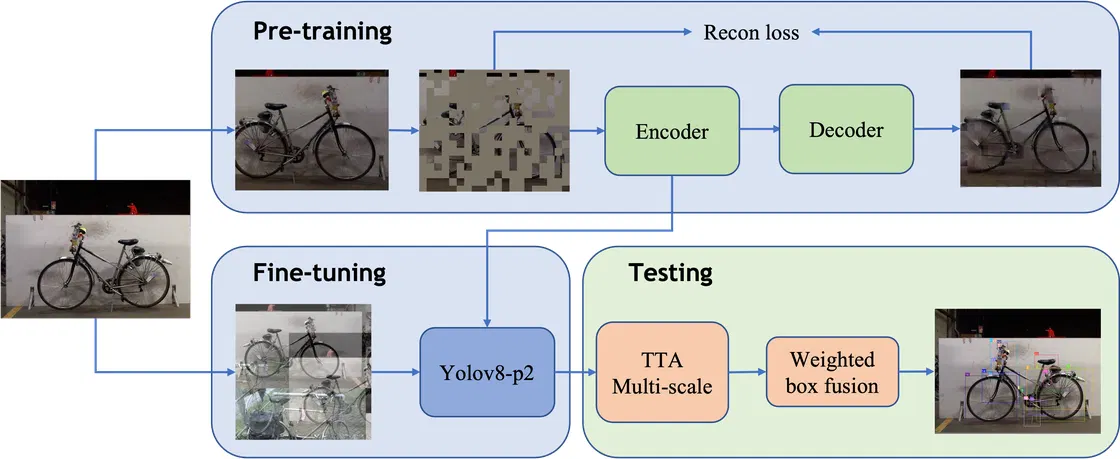 Pre-training
Recon loss
Encoder
Decoder
Fine-tuning
Yolov8-p2
Testing
TTA
Multi-scale
Weighted
box fusion